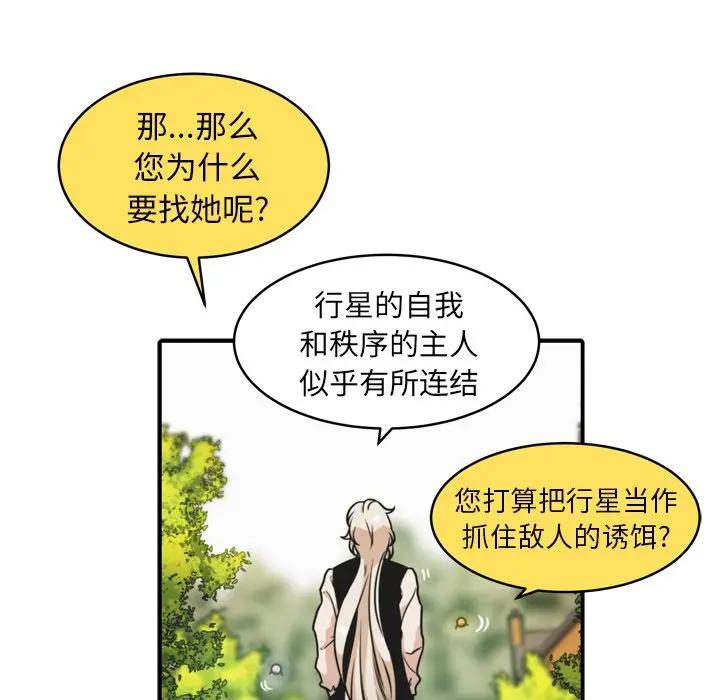 那...那么
您为什么
要找她呢?
行星的自我
和秩序的主人
似乎有所连结
您打算把行星当作
抓住敌人的诱饵?